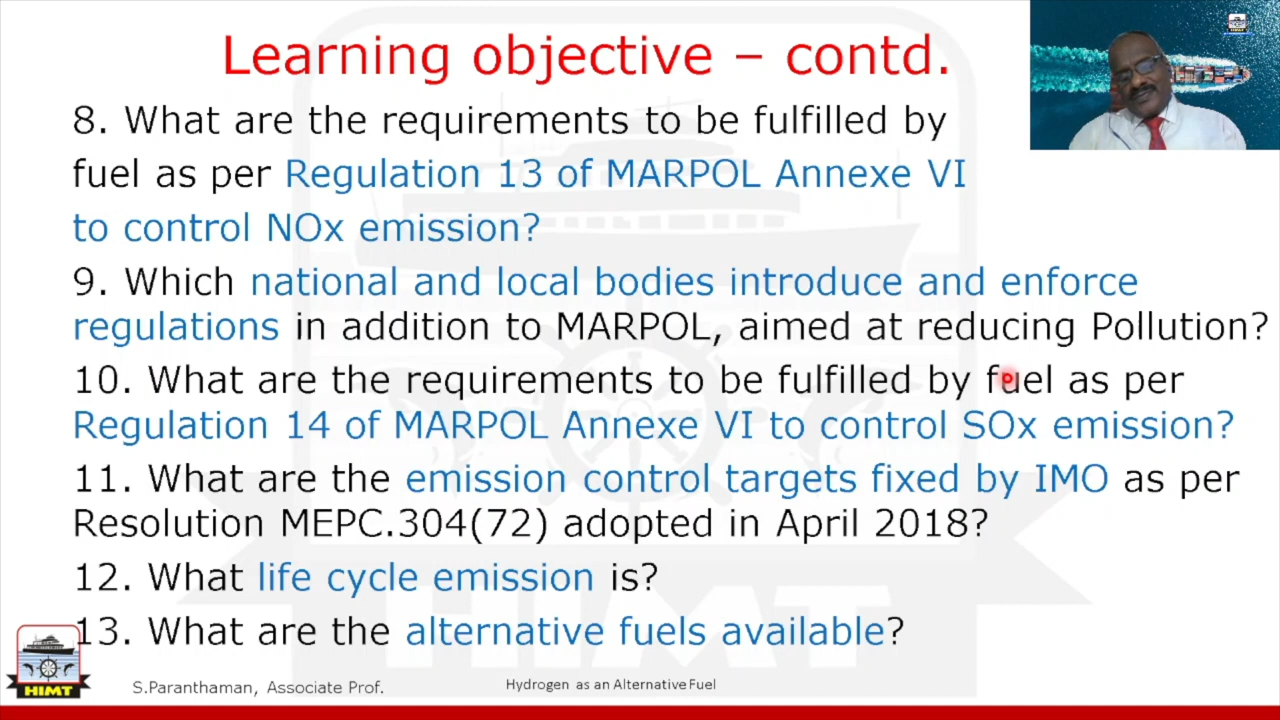 Learning objective – contd.
8. What are the requirements to be fulfilled by
fuel as per Regulation 13 of MARPOL Annexe VI
to control NOx emission?
9. Which national and local bodies introduce and enforce
regulations in addition to MARPOL, aimed at reducing Pollution?
10. What are the requirements to be fulfilled by fuel as per
Regulation 14 of MARPOL Annexe VI to control SOx emission?
11. What are the emission control targets fixed by IMO as per
Resolution MEPC.304(72) adopted in April 2018?
12. What life cycle emission is?
13. What are the alternative fuels available?
HIMT
HIMT
HIMT
S.Paranthaman, Associate Prof.
Hydrogen as an Alternative Fuel